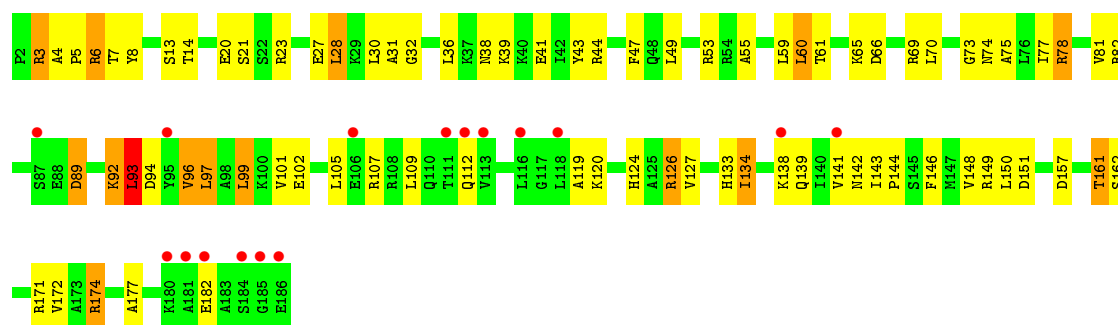 P2 R3 A4 P5 R6 T7 Y8 S13 T14 E20 S21 S22 R23 E27 L28 K29 L30 A31 G32 L36 K37 N38 K39 K40 E41 I42 Y43 R44 F47 Q48 L49 R53 R54 A55 L59 L60 T61 K65 D66 R69 L70 G73 N74 A75 L76 I77 R78 V81 R82
S87 E88 D89 K92 L93 D94 Y95 V96 L97 A98 L99 K100 V101 E102 L105 E106 R107 R108 L109 Q110 T111 Q112 V113 L116 G117 L118 A119 K120 H124 A125 R126 V127 H133 I134 K138 Q139 I140 V141 N142 I143 P144 S145 F146 M147 V148 R149 L150 D151 D157 T161 S162
R171 V172 A173 R174 A177 K180 A181 E182 A183 S184 G185 E186